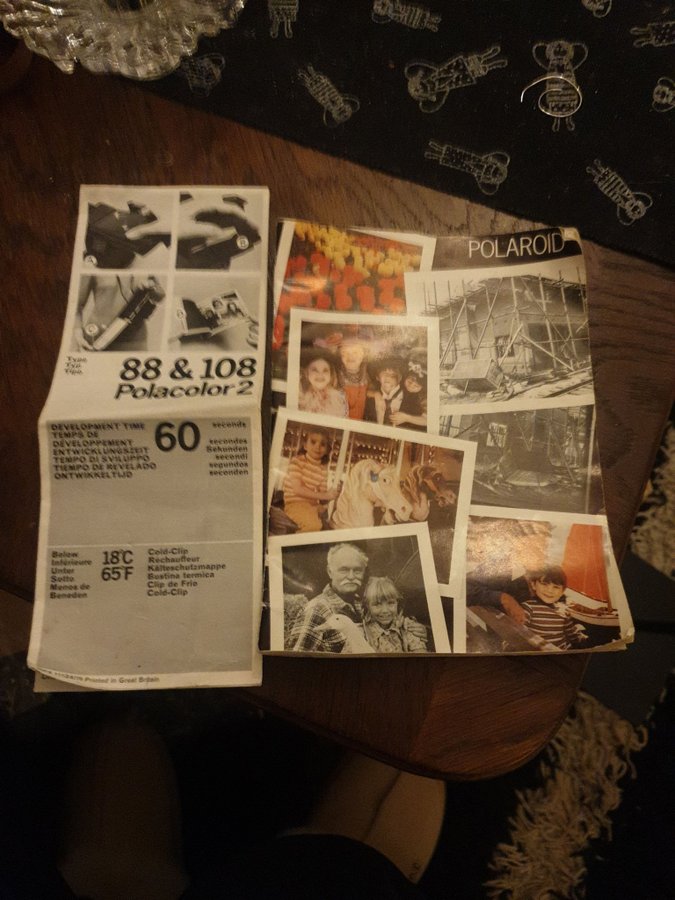 POLAROID
Type
Typ
Tipo
88 & 108
Polacolor 2
DEVELOPMENT TIME
TEMPS DE
DÉVELOPPEMENT
ENTWICKLUNGSZEIT
TEMPO DI SVILUPPO
TIEMPO DE REVELADO
ONTWIKKELTIJD
60
seconds
secondes
Sekunden
secondi
segundos
seconden
Below
Inférieure
Unter
Sotto
Menos de
Beneden
18°C
65°F
Cold-Clip
Réchauffeur
Kälteschutzmappe
Bustina termica
Clip de Frio
Cold-Clip
Printed in Great Britain